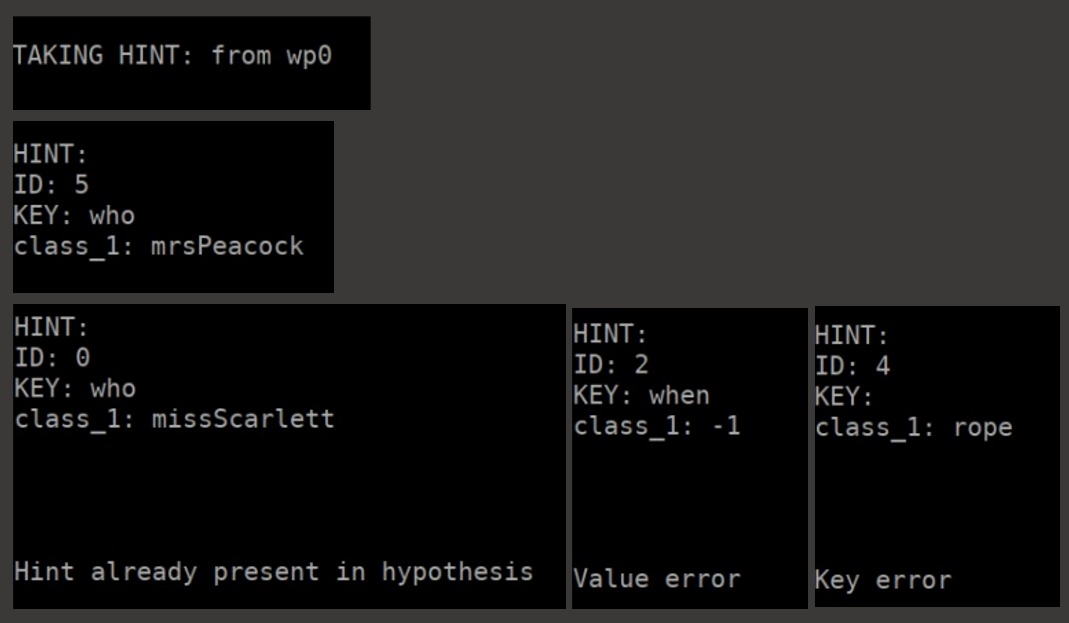 TAKING HINT: from wp0
HINT:
ID: 5
KEY: who
class_1: mrsPeacock
HINT:
ID: 0
KEY: who
class_1: missScarlett
Hint already present in hypothesis
HINT:
ID: 2
KEY: when
class_1: -1
Value error
HINT:
ID: 4
KEY:
class_1: rope
Key error